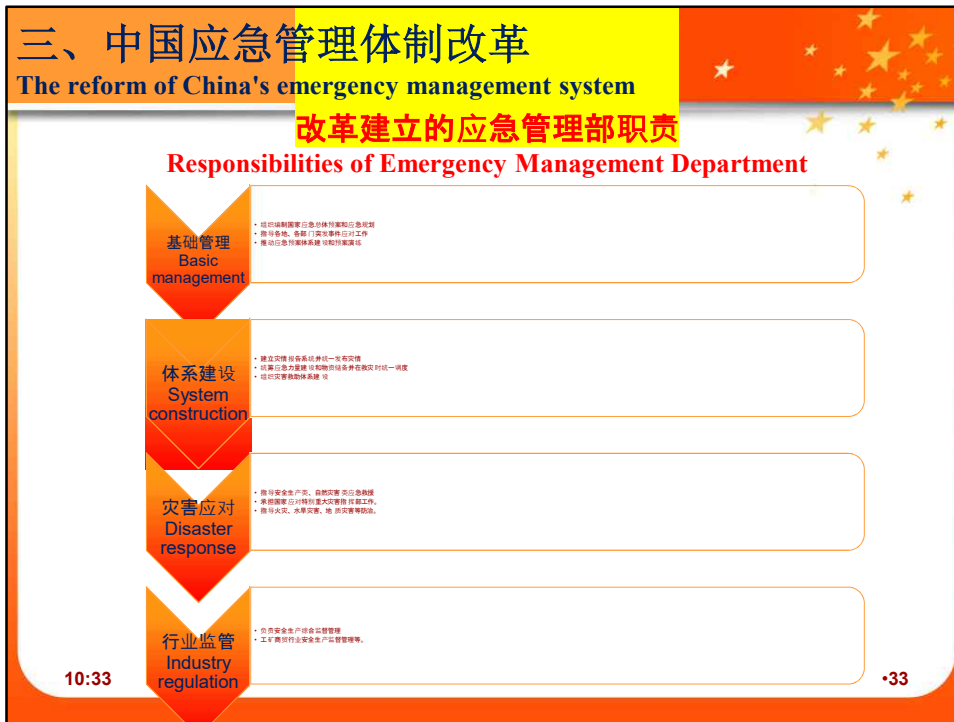 三、中国应急管理体制改革
The reform of China's emergency management system
改革建立的应急管理部职责
Responsibilities of Emergency Management Department
基础管理
Basic
management
• 组织编制国家应急总体预案和应急规划
• 指导各地、各部门突发事件应对工作
• 推动应急预案体系建设和预案演练
体系建设
System
construction
• 建立灾情报告系统并统一发布灾情
• 统筹应急力量建设和物资储备并在救灾时统一调度
• 组织灾害救助体系建设
灾害应对
Disaster
response
• 指导安全生产类、自然灾害类应急救援
• 承担国家应对特别重大灾害指挥部工作。
• 指导火灾、水旱灾害、地质灾害等防治。
行业监管
Industry
regulation
• 负责安全生产综合监督管理
• 工矿商贸行业安全生产监督管理等。
10:33
•33